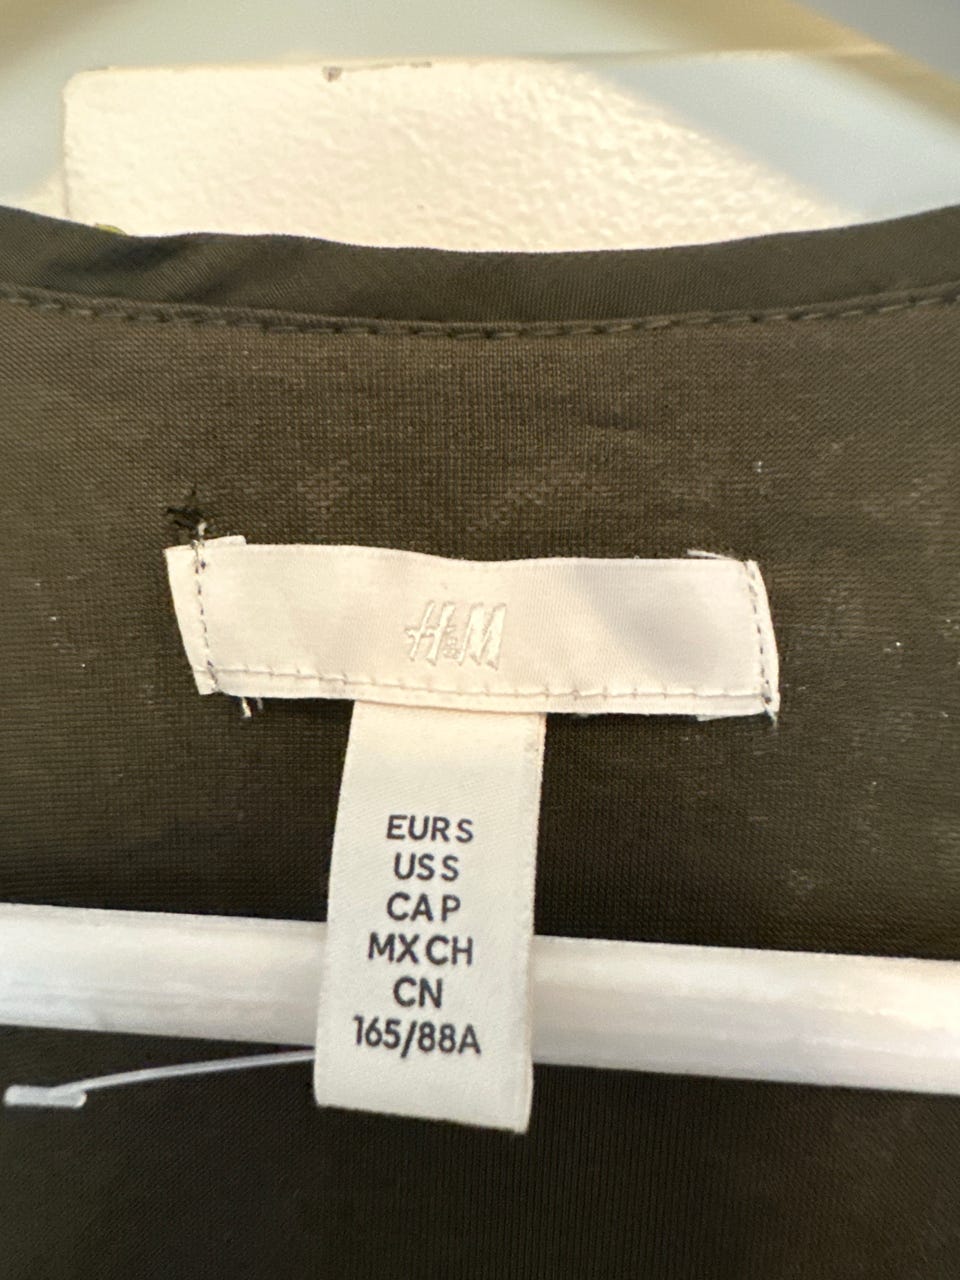 H&M
EUR S
US S
CA P
MX CH
CN
165/88A